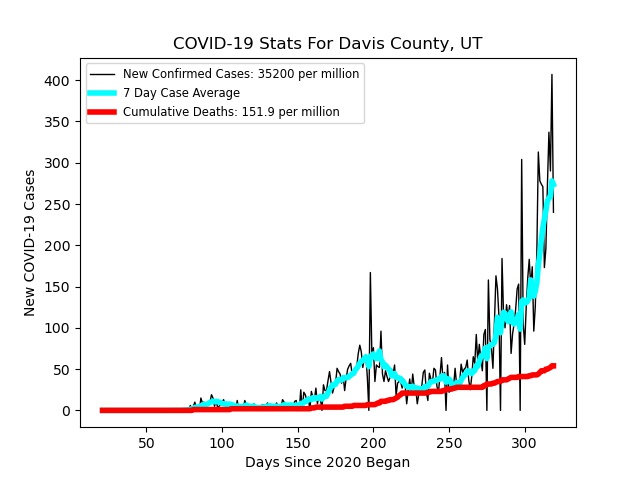 COVID-19 Stats For Davis County, UT
New Confirmed Cases: 35200 per million
7 Day Case Average
Cumulative Deaths: 151.9 per million
New COVID-19 Cases
400
350
300
250
200
150
100
50
0
50 100 150 200 250 300
Days Since 2020 Began